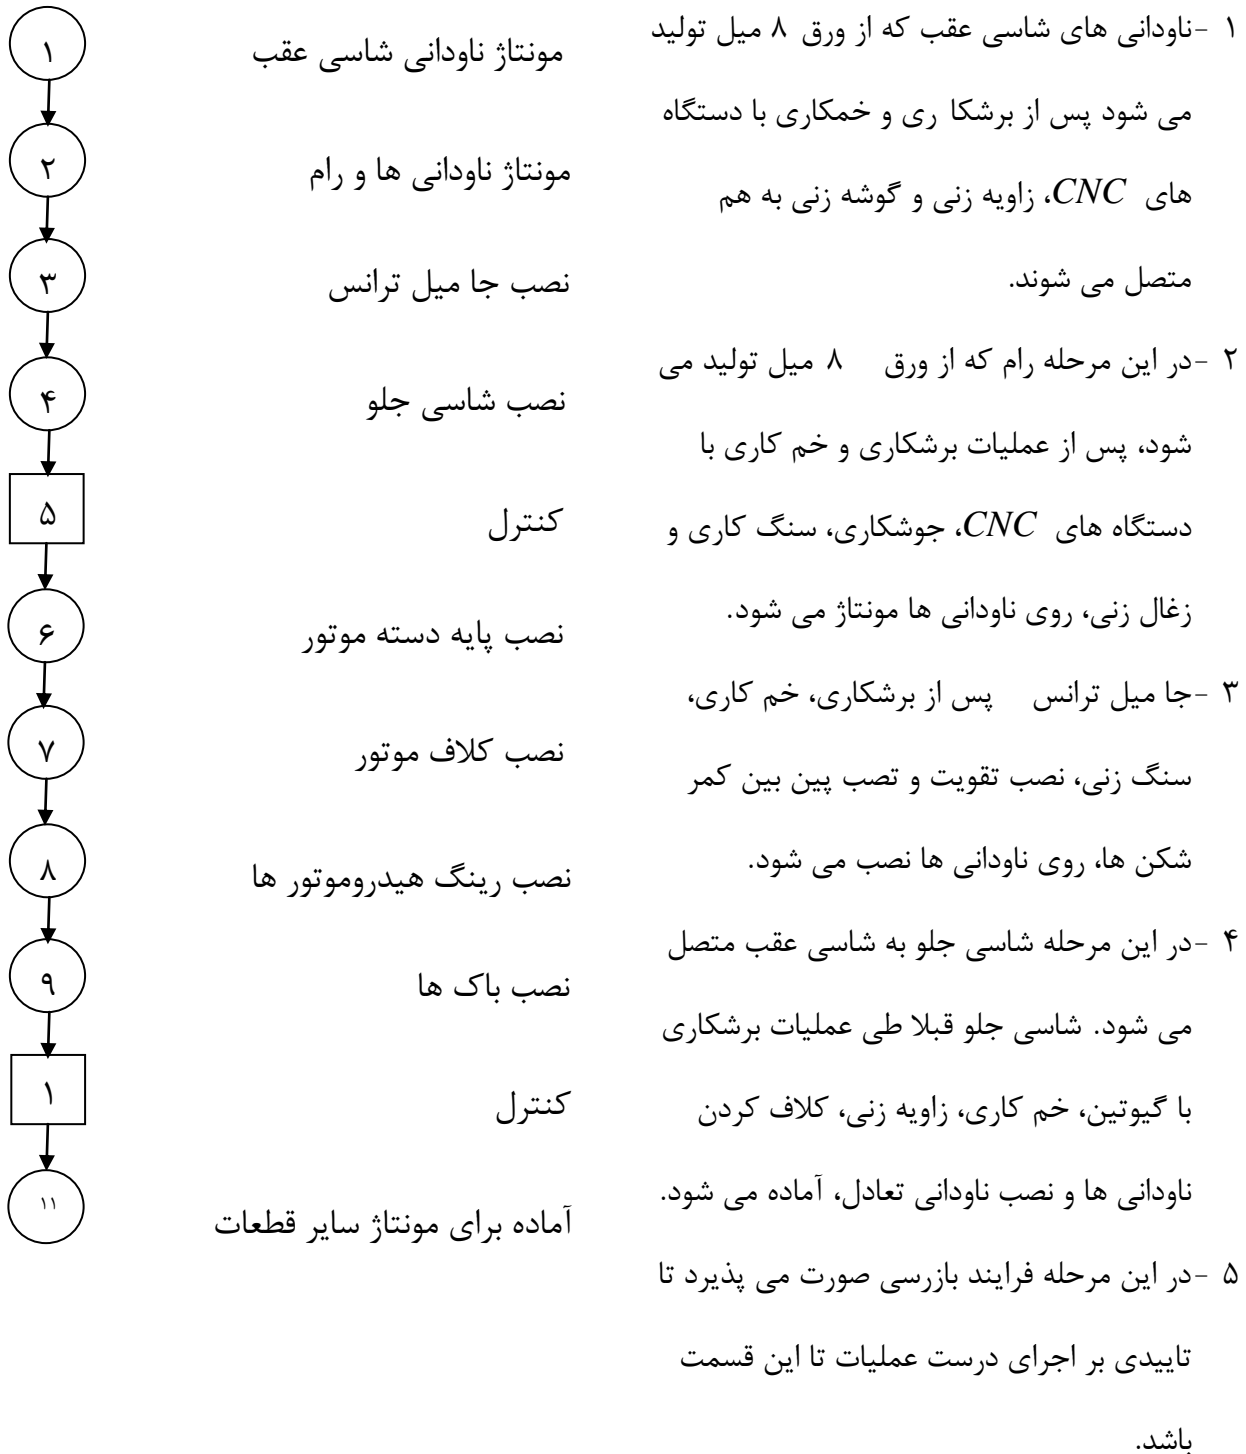 ۱ -ناودانی های شاسی عقب که از ورق ۸ میل تولید
می شود پس از برشکا ری و خمکاری با دستگاه
های CNC، زاویه زنی و گوشه زنی به هم
متصل می شوند.
۲ -در این مرحله رام که از ورق ۸ میل تولید می
شود، پس از عملیات برشکاری و خم کاری با
دستگاه های CNC، جوشکاری، سنگ کاری و
زغال زنی، روی ناودانی ها مونتاژ می شود.
۳ -جا میل ترانس پس از برشکاری، خم کاری،
سنگ زنی، نصب تقویت و تصب پین بین کمر
شکن ها، روی ناودانی ها نصب می شود.
۴ -در این مرحله شاسی جلو به شاسی عقب متصل
می شود. شاسی جلو قبلا طی عملیات برشکاری
با گیوتین، خم کاری، زاویه زنی، کلاف کردن
ناودانی ها و نصب ناودانی تعادل، آماده می شود.
۵ -در این مرحله فرایند بازرسی صورت می پذیرد تا
تاییدی بر اجرای درست عملیات تا این قسمت
باشد.
مونتاژ ناودانی شاسی عقب ۱
مونتاژ ناودانی ها و رام ۲
نصب جا میل ترانس ۳
نصب شاسی جلو ۴
کنترل ۵
نصب پایه دسته موتور ۶
نصب کلاف موتور ۷
نصب رینگ هیدروموتور ها ۸
نصب باک ها ۹
کنترل ۱
آماده برای مونتاژ سایر قطعات ۱۱